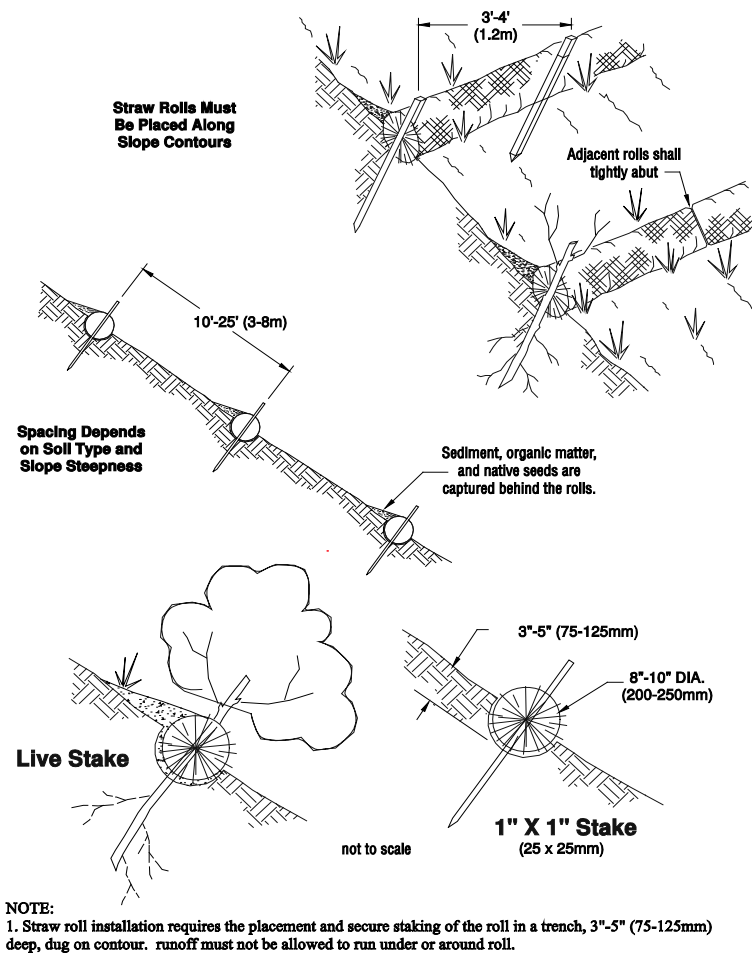 3'-4'
(1.2m)
Straw Rolls Must
Be Placed Along
Slope Contours
Adjacent rolls shall
tightly abut
10'-25' (3-8m)
Spacing Depends
on Soil Type and
Slope Steepness
Sediment, organic matter,
and native seeds are
captured behind the rolls.
3"-5" (75-125mm)
8"-10" DIA.
(200-250mm)
Live Stake
1" X 1" Stake
(25 x 25mm)
not to scale
NOTE:
1. Straw roll installation requires the placement and secure staking of the roll in a trench, 3"-5" (75-125mm)
deep, dug on contour. runoff must not be allowed to run under or around roll.